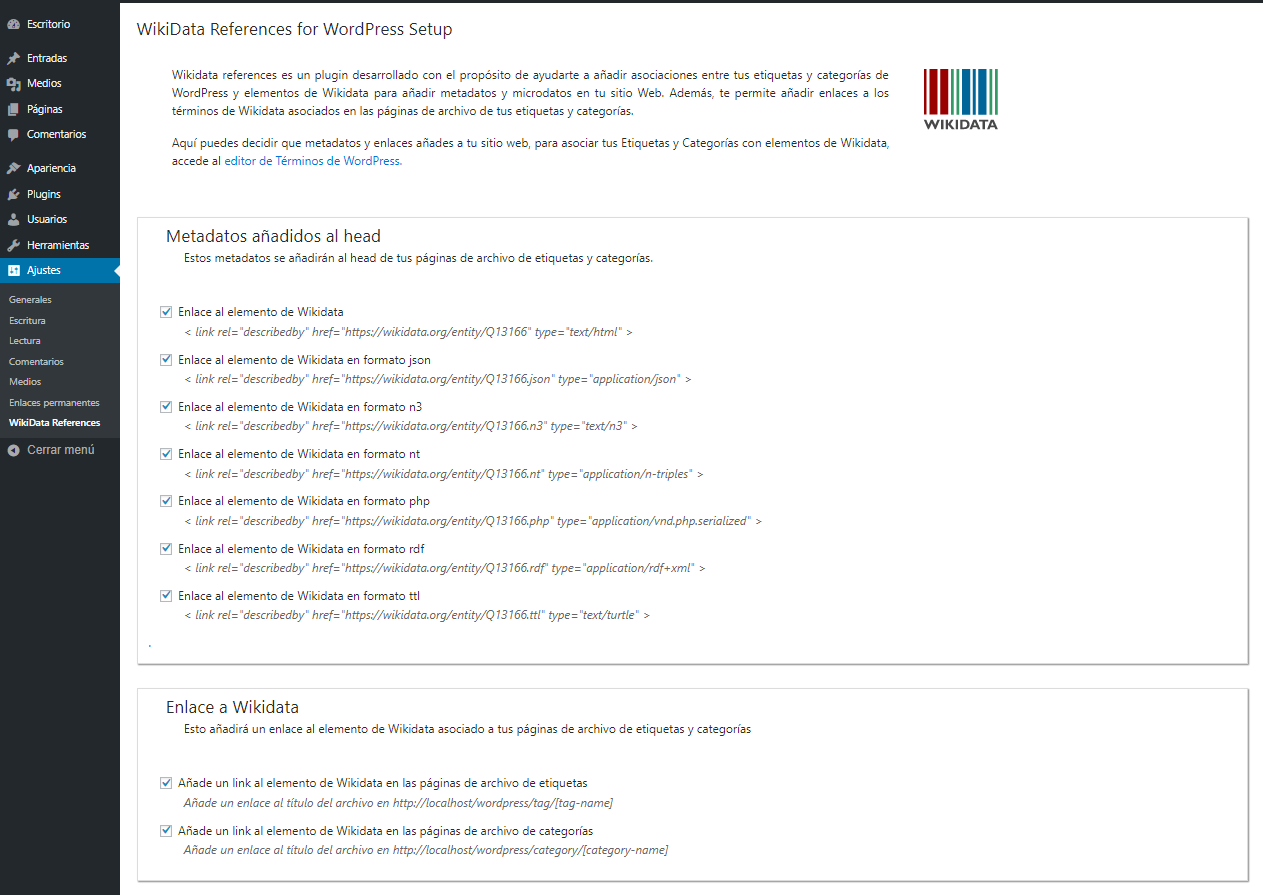 Escritorio
Entradas
Medios
Páginas
Comentarios
Apariencia
Plugins
Usuarios
Herramientas
Ajustes
Generales
Escritura
Lectura
Comentarios
Medios
Enlaces permanentes
WikiData References
Cerrar menú
WikiData References for WordPress Setup
Wikidata references es un plugin desarrollado con el propósito de ayudarte a añadir asociaciones entre tus etiquetas y categorías de
WordPress y elementos de Wikidata para añadir metadatos y microdatos en tu sitio Web. Además, te permite añadir enlaces a los
términos de Wikidata asociados en las páginas de archivo de tus etiquetas y categorías.
Aquí puedes decidir que metadatos y enlaces añades a tu sitio web, para asociar tus Etiquetas y Categorías con elementos de Wikidata,
accede al editor de Términos de WordPress.
WIKIDATA
Metadatos añadidos al head
Estos metadatos se añadirán al head de tus páginas de archivo de etiquetas y categorías.
Enlace al elemento de Wikidata
< link rel="describedby" href="https://wikidata.org/entity/Q13166" type="text/html" >
Enlace al elemento de Wikidata en formato json
< link rel="describedby" href="https://wikidata.org/entity/Q13166.json" type="application/json" >
Enlace al elemento de Wikidata en formato n3
< link rel="describedby" href="https://wikidata.org/entity/Q13166.n3" type="text/n3" >
Enlace al elemento de Wikidata en formato nt
< link rel="describedby" href="https://wikidata.org/entity/Q13166.nt" type="application/n-triples" >
Enlace al elemento de Wikidata en formato php
< link rel="describedby" href="https://wikidata.org/entity/Q13166.php" type="application/vnd.php.serialized" >
Enlace al elemento de Wikidata en formato rdf
< link rel="describedby" href="https://wikidata.org/entity/Q13166.rdf" type="application/rdf+xml" >
Enlace al elemento de Wikidata en formato ttl
< link rel="describedby" href="https://wikidata.org/entity/Q13166.ttl" type="text/turtle" >
.
Enlace a Wikidata
Esto añadirá un enlace al elemento de Wikidata asociado a tus páginas de archivo de etiquetas y categorías
Añade un link al elemento de Wikidata en las páginas de archivo de etiquetas
Añade un enlace al título del archivo en http://localhost/wordpress/tag/[tag-name]
Añade un link al elemento de Wikidata en las páginas de archivo de categorías
Añade un enlace al título del archivo en http://localhost/wordpress/category/[category-name]